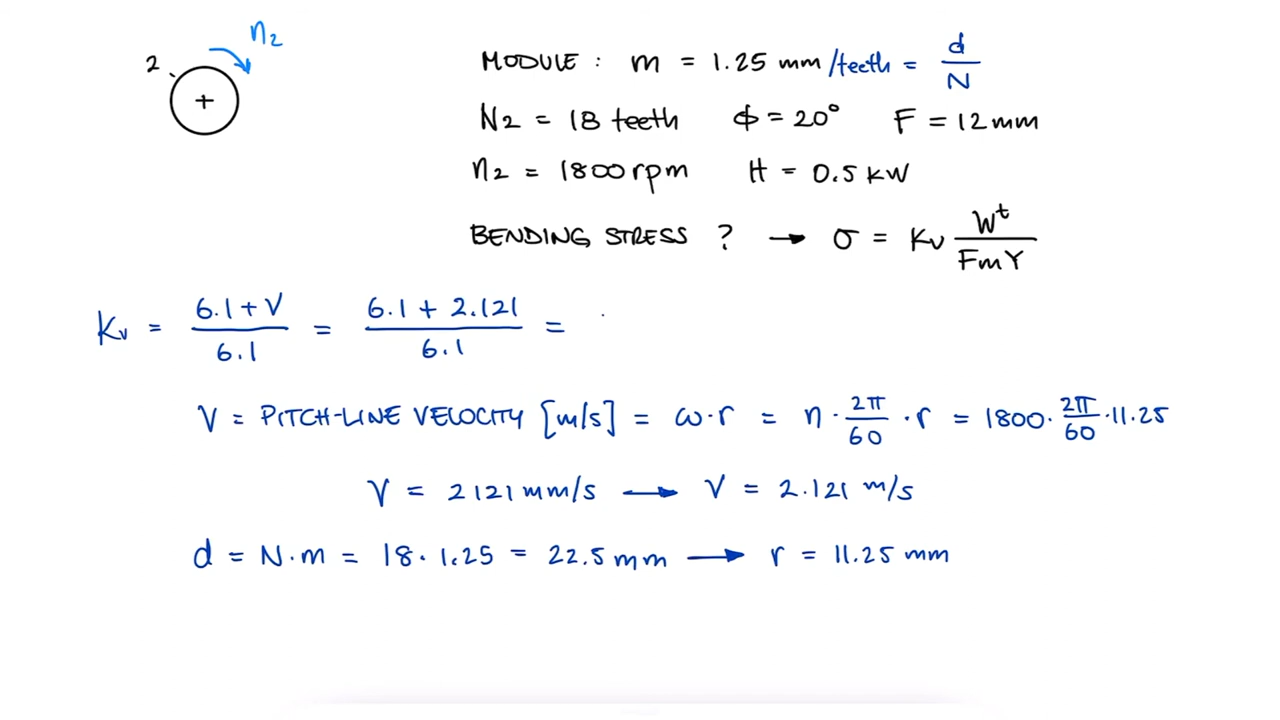 n₂
2
MODULE : m = 1.25 mm/teeth = d/N
N₂ = 18 teeth ϕ = 20° F = 12 mm
n₂ = 1800 rpm H = 0.5 kW
BENDING STRESS ? → σ = Kv Wᵗ/FmY
Kv = 6.1 + V/6.1 = 6.1 + 2.121/6.1 =
V = PITCH-LINE VELOCITY [m/s] = ω · r = n · 2π/60 · r = 1800 · 2π/60 · 11.25
V = 2121 mm/s → V = 2.121 m/s
d = N · m = 18 · 1.25 = 22.5 mm → r = 11.25 mm